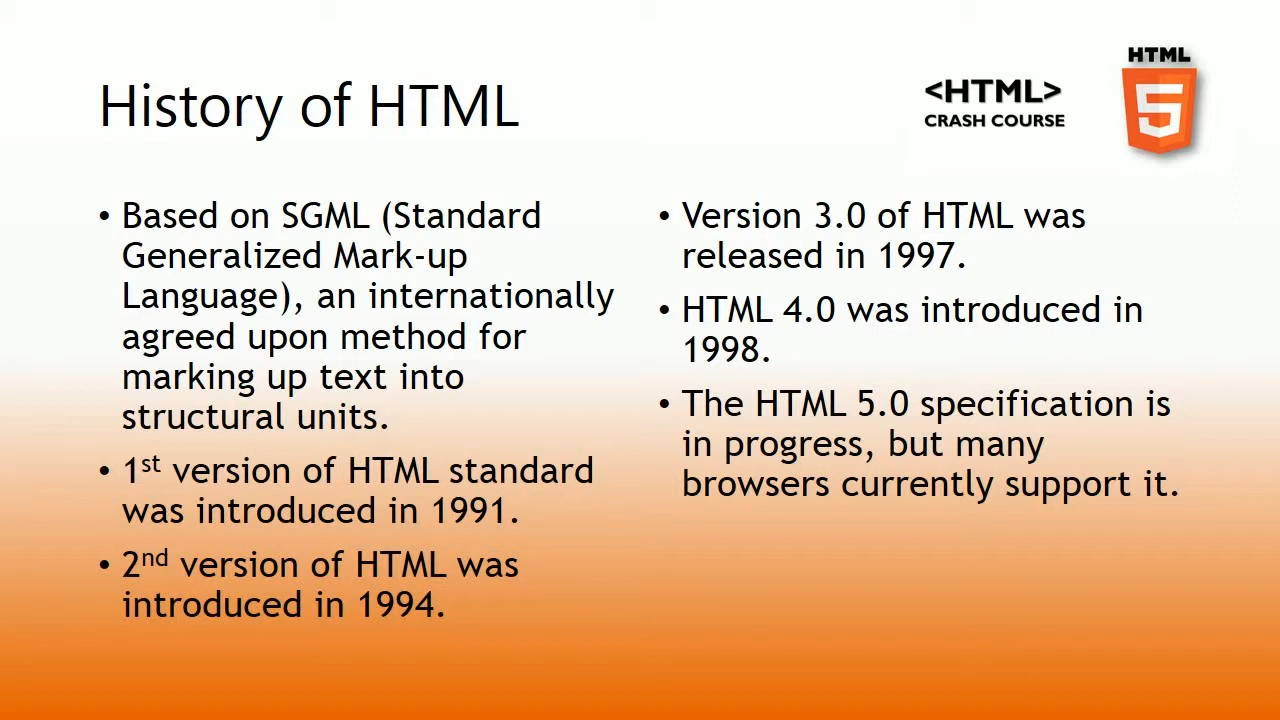 History of HTML
<HTML>
CRASH COURSE
HTML
5
• Based on SGML (Standard
Generalized Mark-up
Language), an internationally
agreed upon method for
marking up text into
structural units.
• 1st version of HTML standard
was introduced in 1991.
• 2nd version of HTML was
introduced in 1994.
• Version 3.0 of HTML was
released in 1997.
• HTML 4.0 was introduced in
1998.
• The HTML 5.0 specification is
in progress, but many
browsers currently support it.